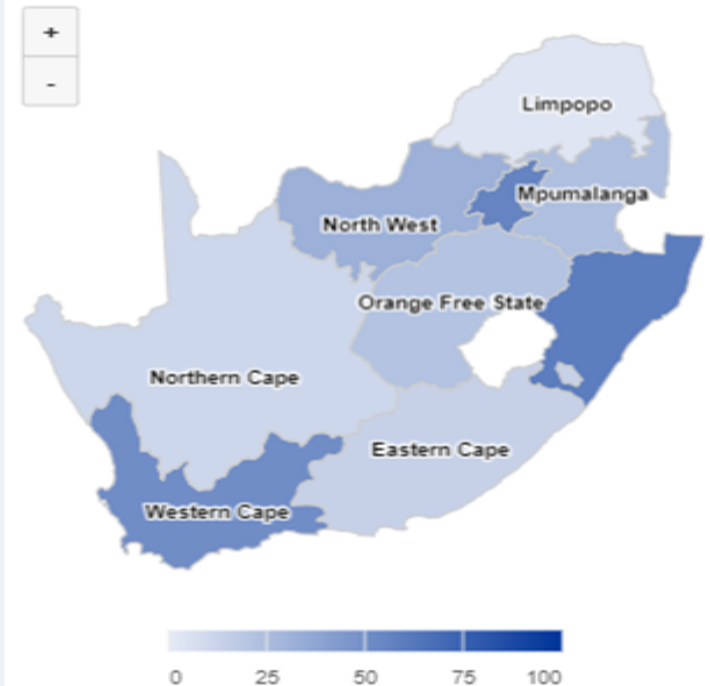 +
-
Limpopo
Mpumalanga
North West
Orange Free State
Northern Cape
Eastern Cape
Western Cape
0 25 50 75 100